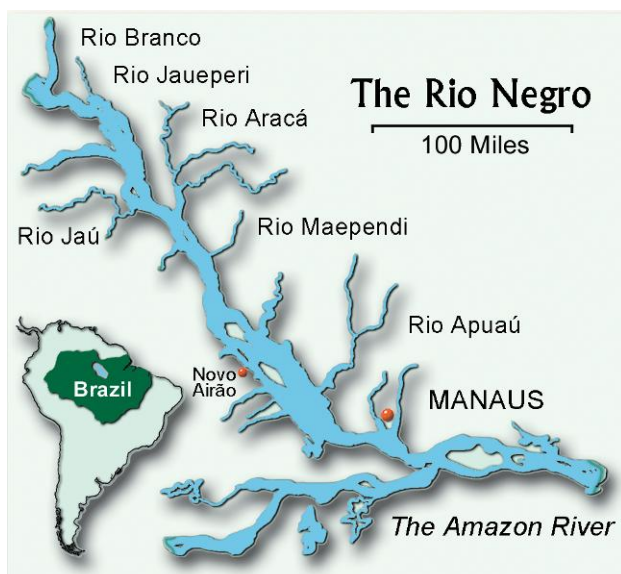 Rio Branco
Rio Jaueperi
Rio Aracá
The Rio Negro
100 Miles
Rio Jaú
Rio Maependi
Rio Apuaú
Novo
Airão
Brazil
MANAUS
The Amazon River